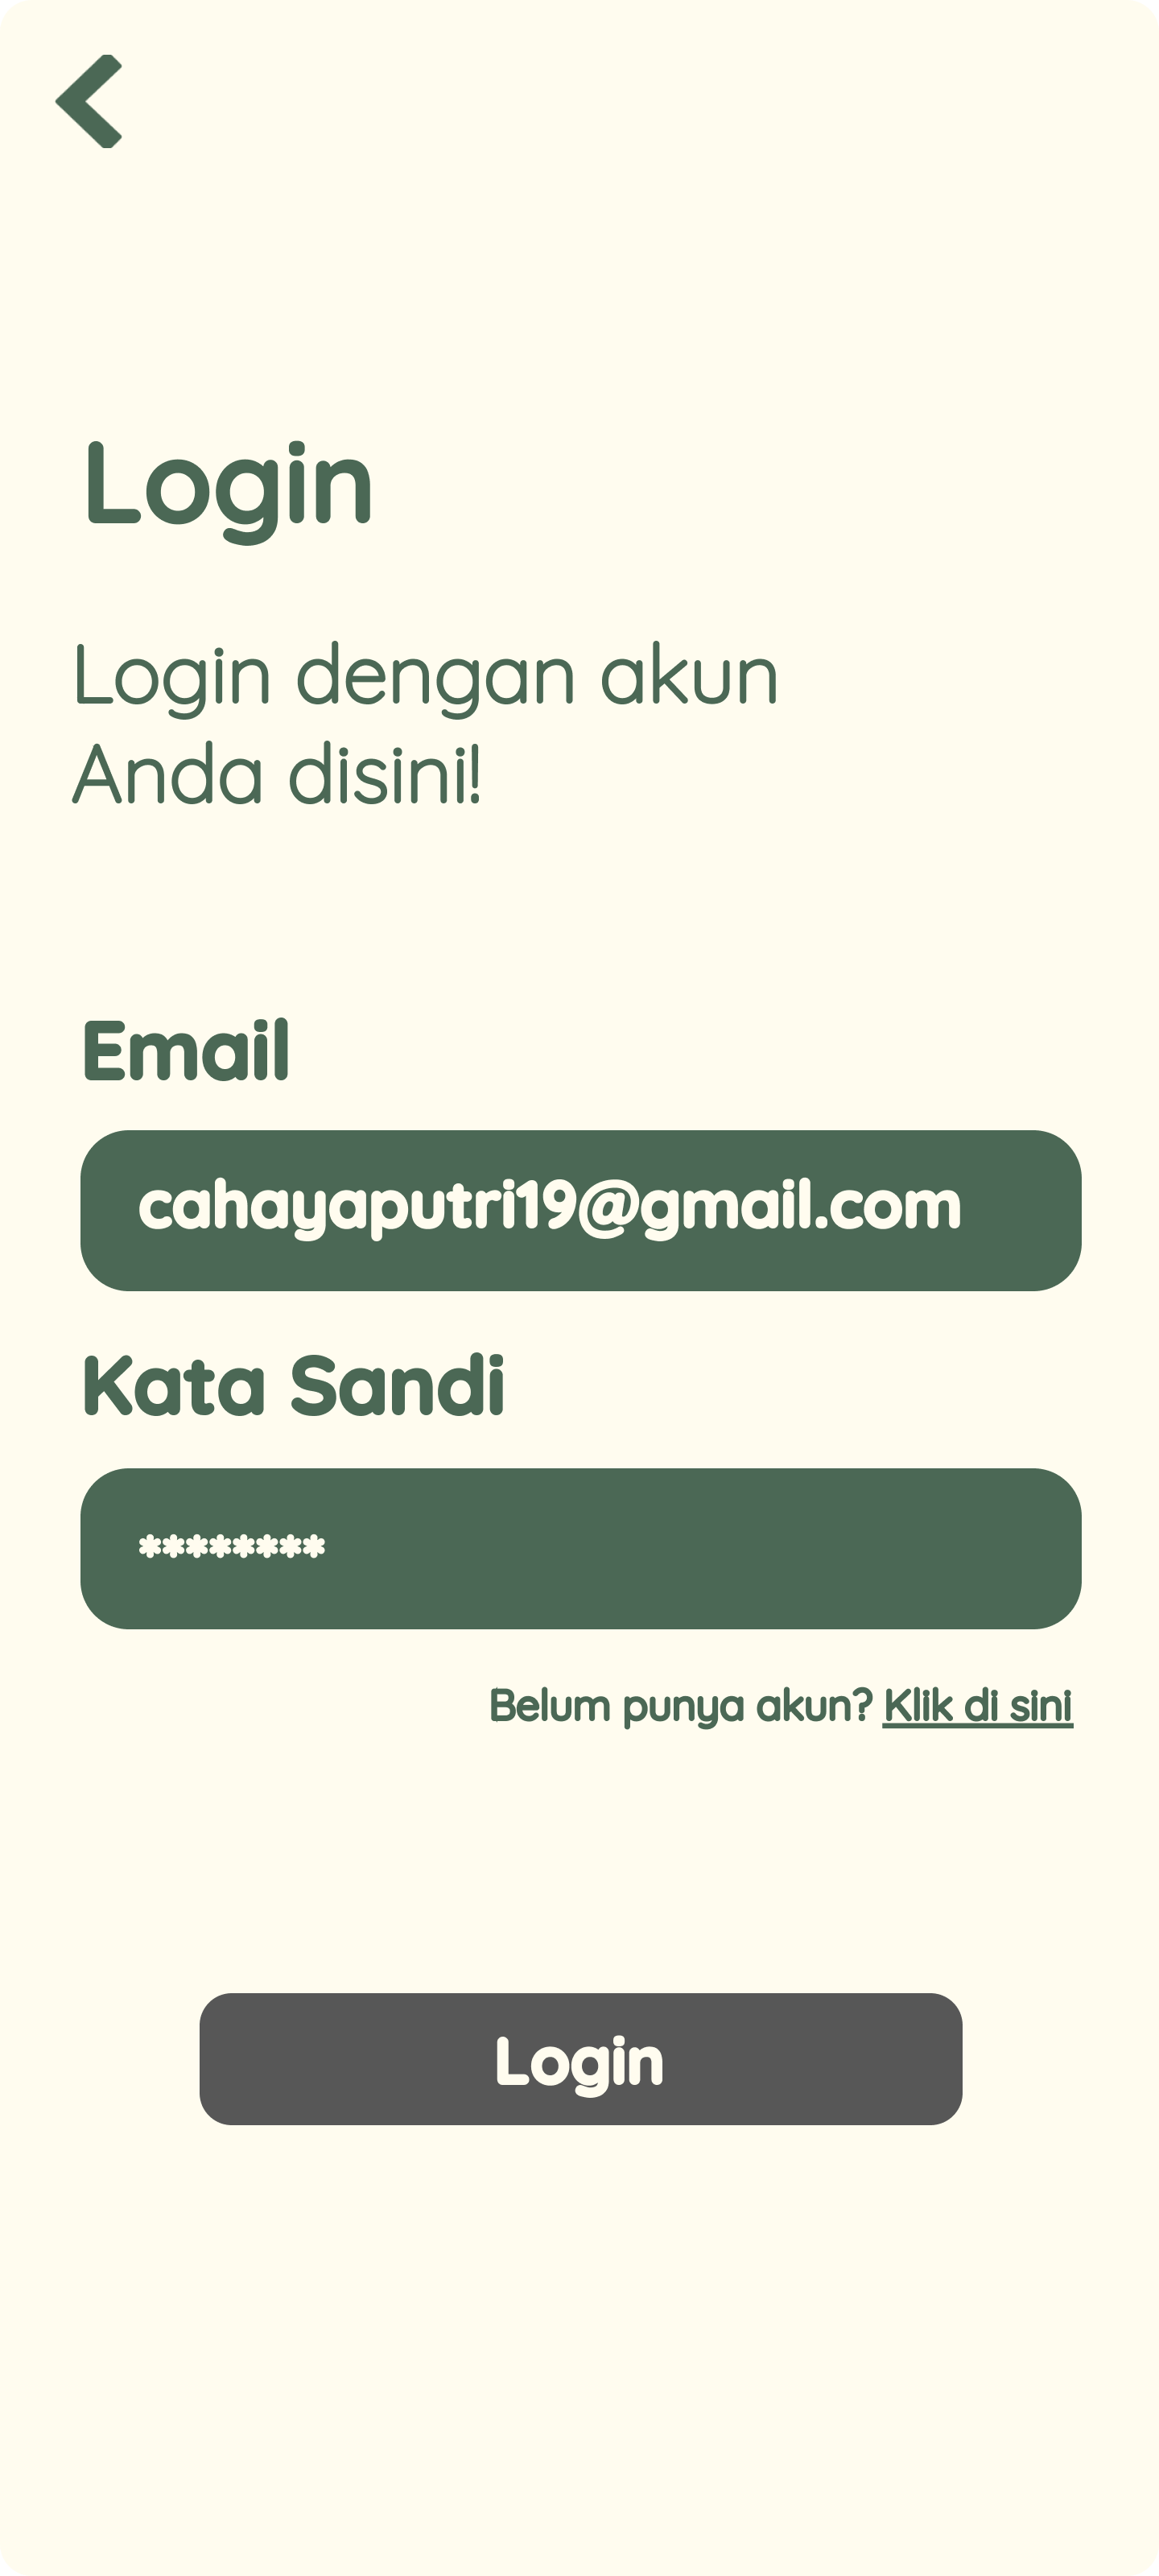 Login
Login dengan akun
Anda disini!
Email
cahayaputri19@gmail.com
Kata Sandi
********
Belum punya akun? Klik di sini
Login